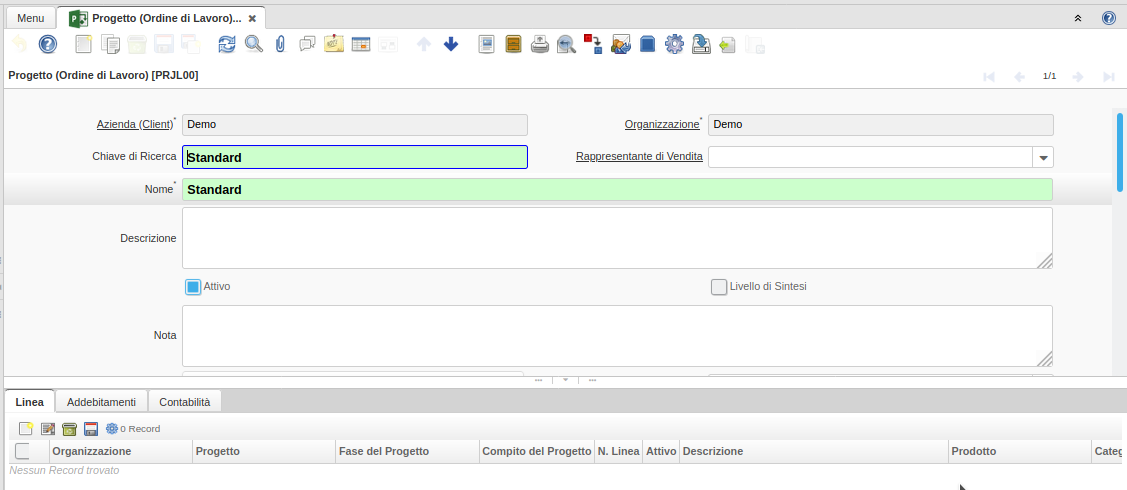 Menu
Progetto (Ordine di Lavoro)...
Progetto (Ordine di Lavoro) [PRJL00]
1/1
Azienda (Client)*
Demo
Organizzazione*
Demo
Chiave di Ricerca
Standard
Rappresentante di Vendita
Nome*
Standard
Descrizione
Attivo
Livello di Sintesi
Nota
Linea
Addebitamenti
Contabilità
0 Record
Organizzazione
Progetto
Fase del Progetto
Compito del Progetto
N. Linea
Attivo
Descrizione
Prodotto
Categ
Nessun Record trovato